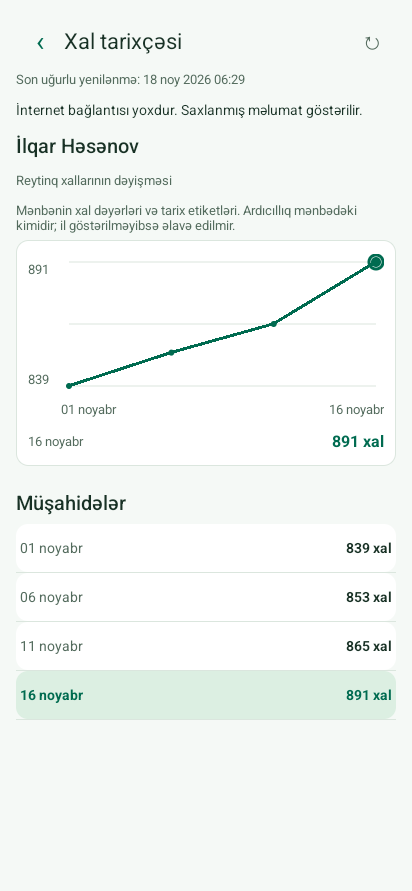 Xal tarixçəsi
Son uğurlu yenilənmə: 18 noy 2026 06:29
İnternet bağlantısı yoxdur. Saxlanmış məlumat göstərilir.
İlqar Həsənov
Reytinq xallarının dəyişməsi
Mənbənin xal dəyərləri və tarix etiketləri. Ardıcıllıq mənbədəki
kimidir; il göstərilməyibsə əlavə edilmir.
891
839
01 noyabr 16 noyabr
16 noyabr 891 xal
Müşahidələr
01 noyabr 839 xal
06 noyabr 853 xal
11 noyabr 865 xal
16 noyabr 891 xal